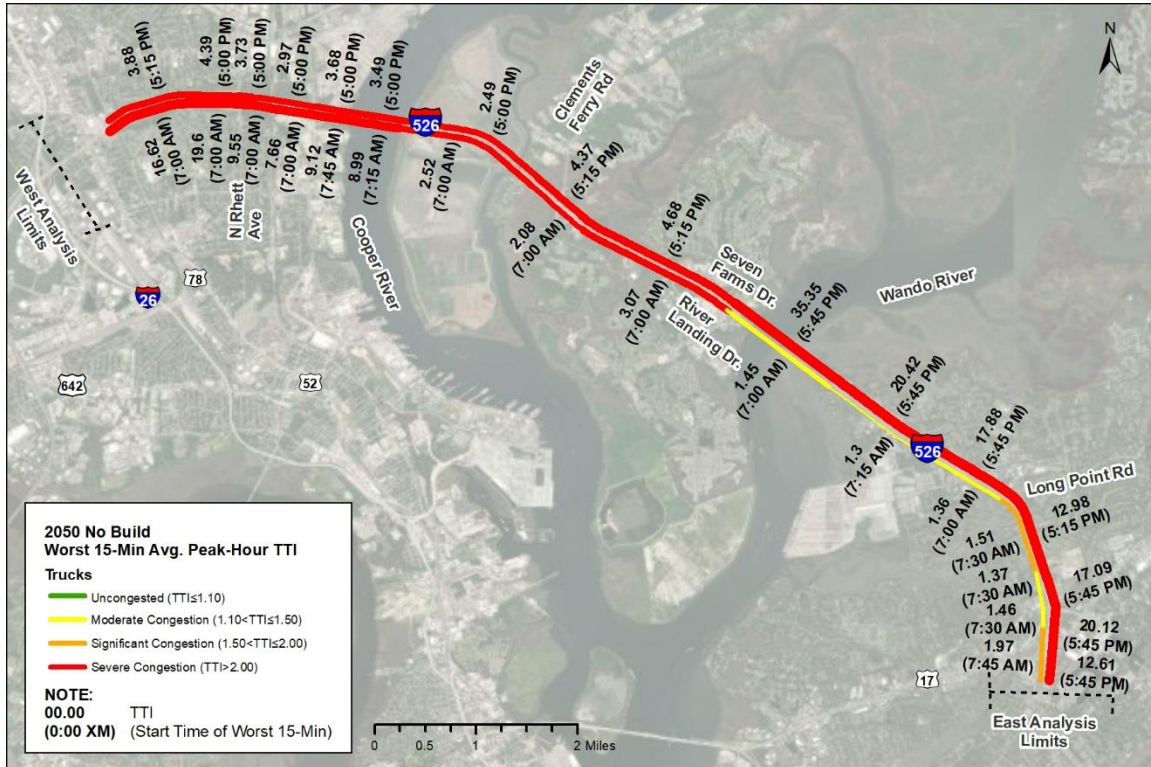 3.88
(5:15 PM)
4.39
(5:00 PM)
3.73
(5:00 PM)
2.97
(5:00 PM)
3.68
(5:00 PM)
3.49
(5:00 PM)
2.49
(5:00 PM)
Clements
Ferry Rd
N
526
16.62
(7:00 AM)
19.6
(7:00 AM)
9.55
(7:00 AM)
7.66
(7:00 AM)
9.12
(7:45 AM)
8.99
(7:15 AM)
2.52
(7:00 AM)
4.37
(5:15 PM)
West Analysis
Limits
N Rhett
Ave
Cooper River
2.08
(7:00 AM)
4.68
(5:15 PM)
Seven
Farms Dr.
78
26
3.07
(7:00 AM)
River
Landing Dr.
35.35
(5:45 PM)
Wando River
642
52
1.45
(7:00 AM)
20.42
(5:45 PM)
526
17.88
(5:45 PM)
1.3
(7:15 AM)
Long Point Rd
1.36
(7:00 AM)
12.98
(5:15 PM)
1.51
(7:30 AM)
1.37
(7:30 AM)
1.46
(7:30 AM)
1.97
(7:45 AM)
17.09
(5:45 PM)
20.12
(5:45 PM)
12.61
(5:45 PM)
17
East Analysis
Limits
2050 No Build
Worst 15-Min Avg. Peak-Hour TTI
Trucks
Uncongested (TTI≤1.10)
Moderate Congestion (1.10<TTI≤1.50)
Significant Congestion (1.50<TTI≤2.00)
Severe Congestion (TTI>2.00)
NOTE:
00.00 TTI
(0:00 XM) (Start Time of Worst 15-Min)
0 0.5 1 2 Miles